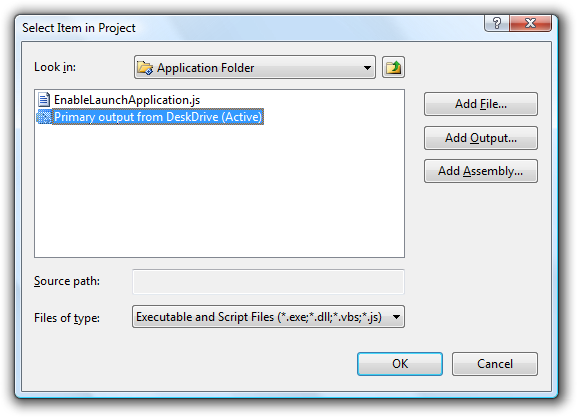 Select Item in Project
?
Look in:
Application Folder
EnableLaunchApplication.js
Primary output from DeskDrive (Active)
Add File...
Add Output...
Add Assembly...
Source path:
Files of type:
Executable and Script Files (*.exe;*.dll;*.vbs;*.js)
OK
Cancel